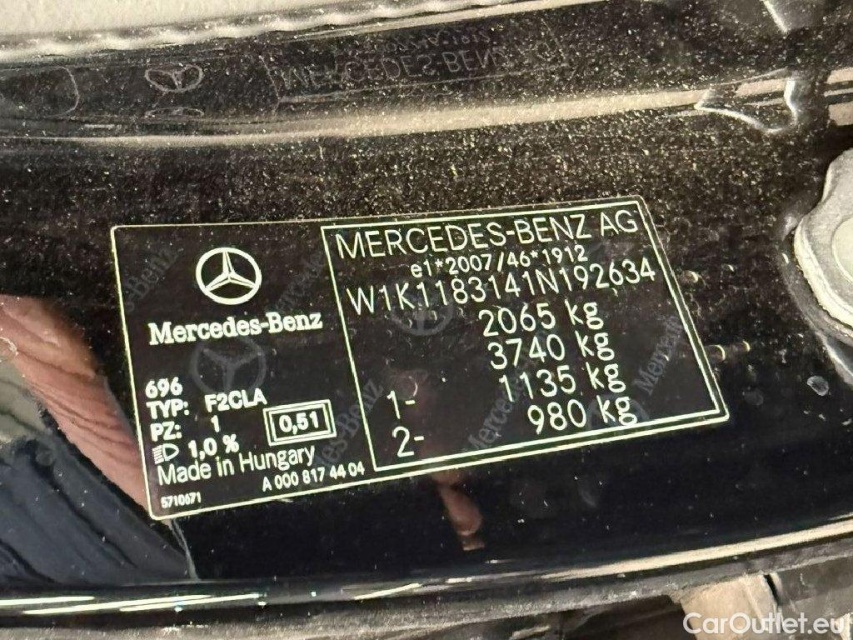 Mercedes-Benz
696
TYP: F2CLA
PZ: 1
1,0 %
0,51
Made in Hungary
5710671
A 000 817 44 04
MERCEDES-BENZ AG
e1*2007/46*1912
W1K1183141N192634
2065 kg
3740 kg
1- 1135 kg
2- 980 kg
CarOutlet.eu